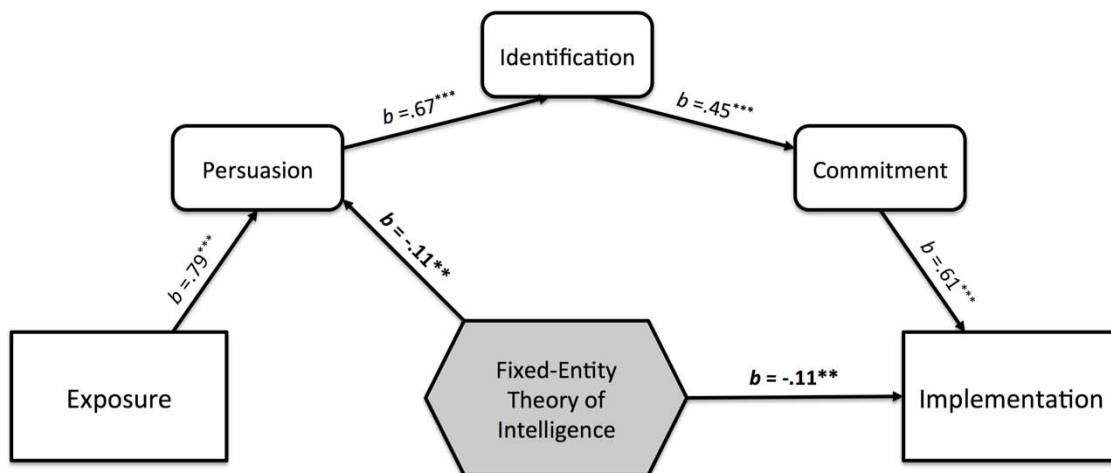 Identification
b =.67***
b =.45***
Persuasion
Commitment
b =.79***
b = -.11**
b =.61***
Exposure
Fixed-Entity
Theory of
Intelligence
b = -.11**
Implementation